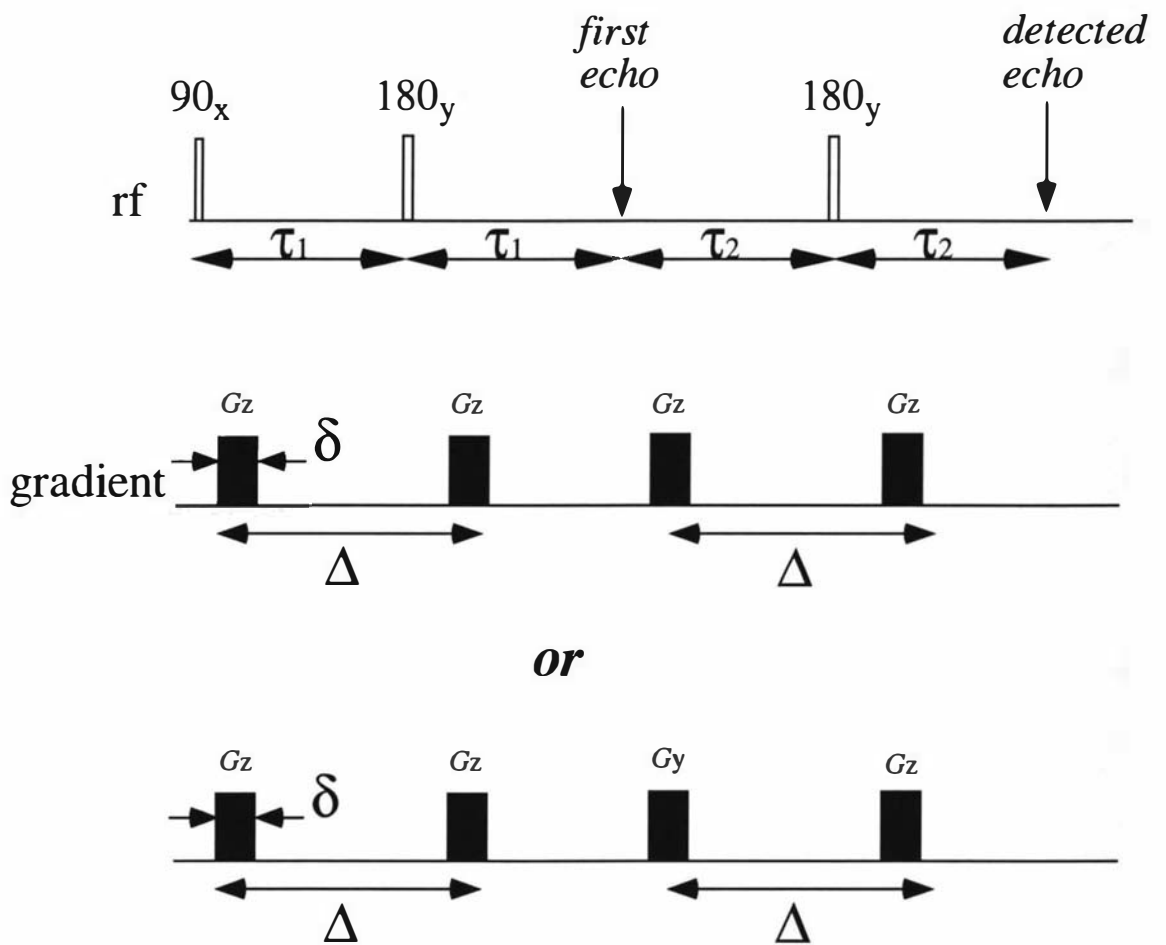 first
echo
detected
echo
90x
180y
180y
rf
τ1
τ1
τ2
τ2
Gz
Gz
Gz
Gz
δ
gradient
Δ
Δ
or
Gz
Gz
Gy
Gz
δ
Δ
Δ